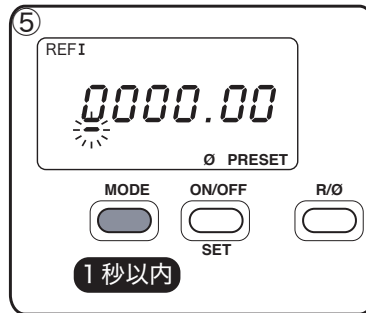 ⑤
REFI
0000.00
Ø PRESET
MODE ON/OFF R/Ø
SET
1秒以内